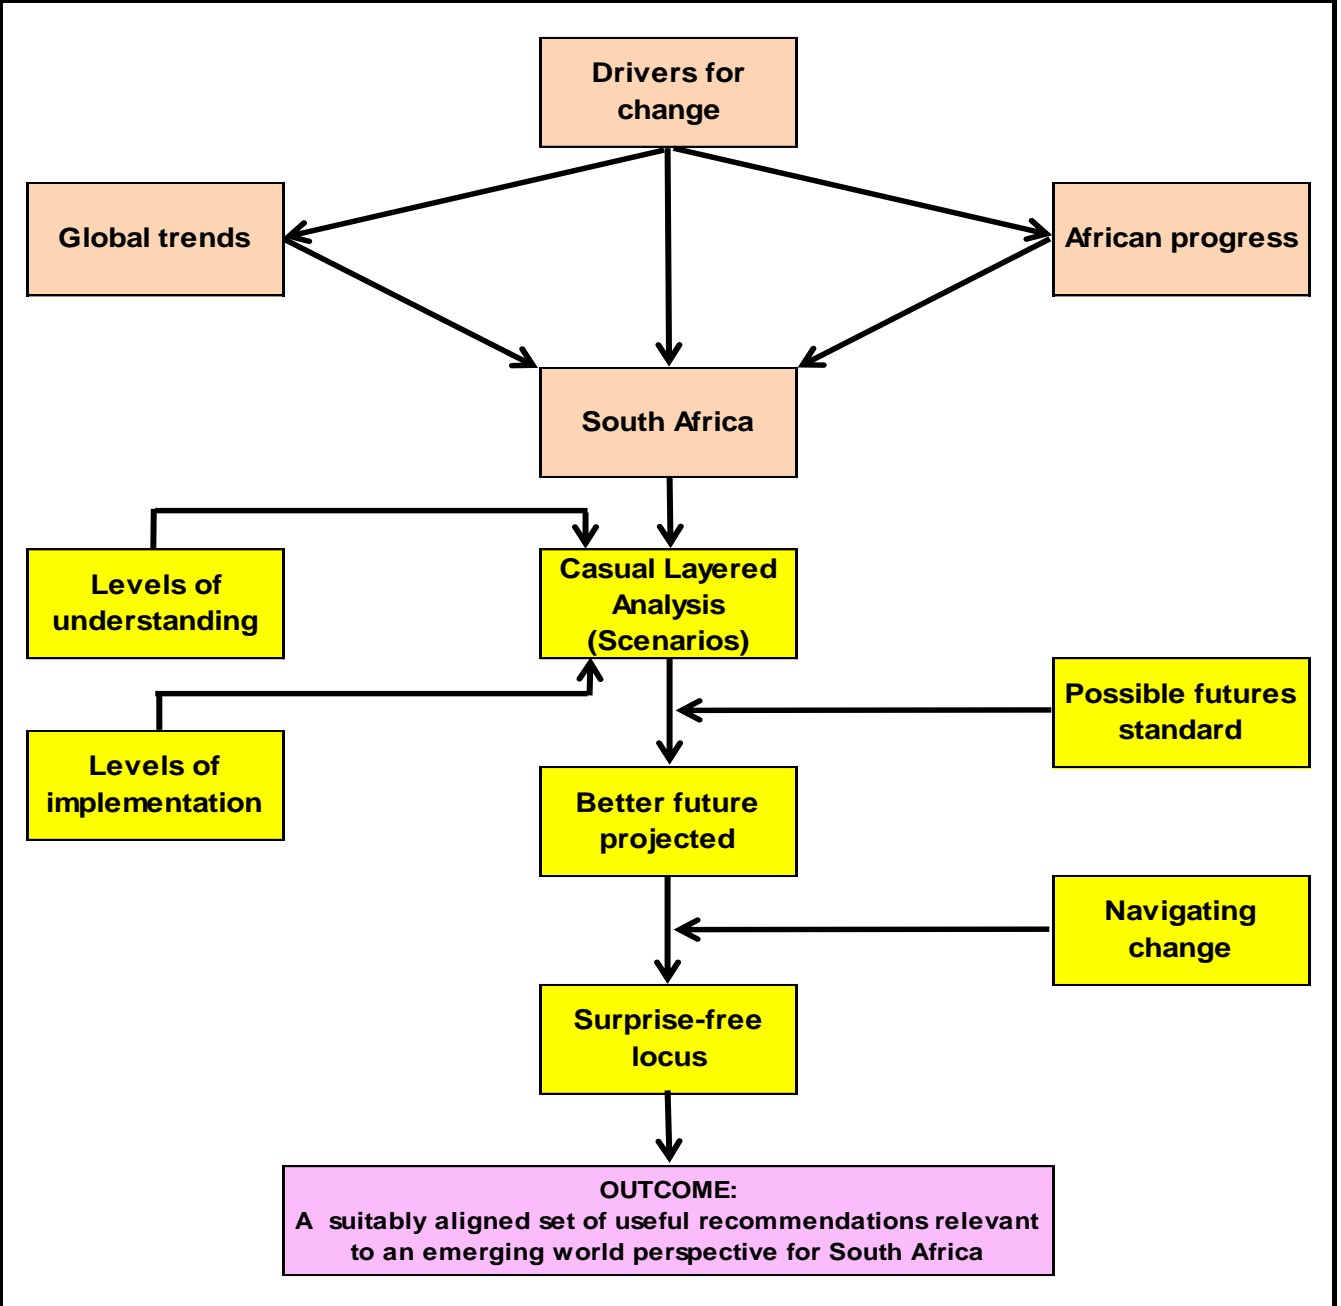 Drivers for
change
Global trends
African progress
South Africa
Levels of
understanding
Casual Layered
Analysis
(Scenarios)
Possible futures
standard
Levels of
implementation
Better future
projected
Navigating
change
Surprise-free
locus
OUTCOME:
A suitably aligned set of useful recommendations relevant
to an emerging world perspective for South Africa